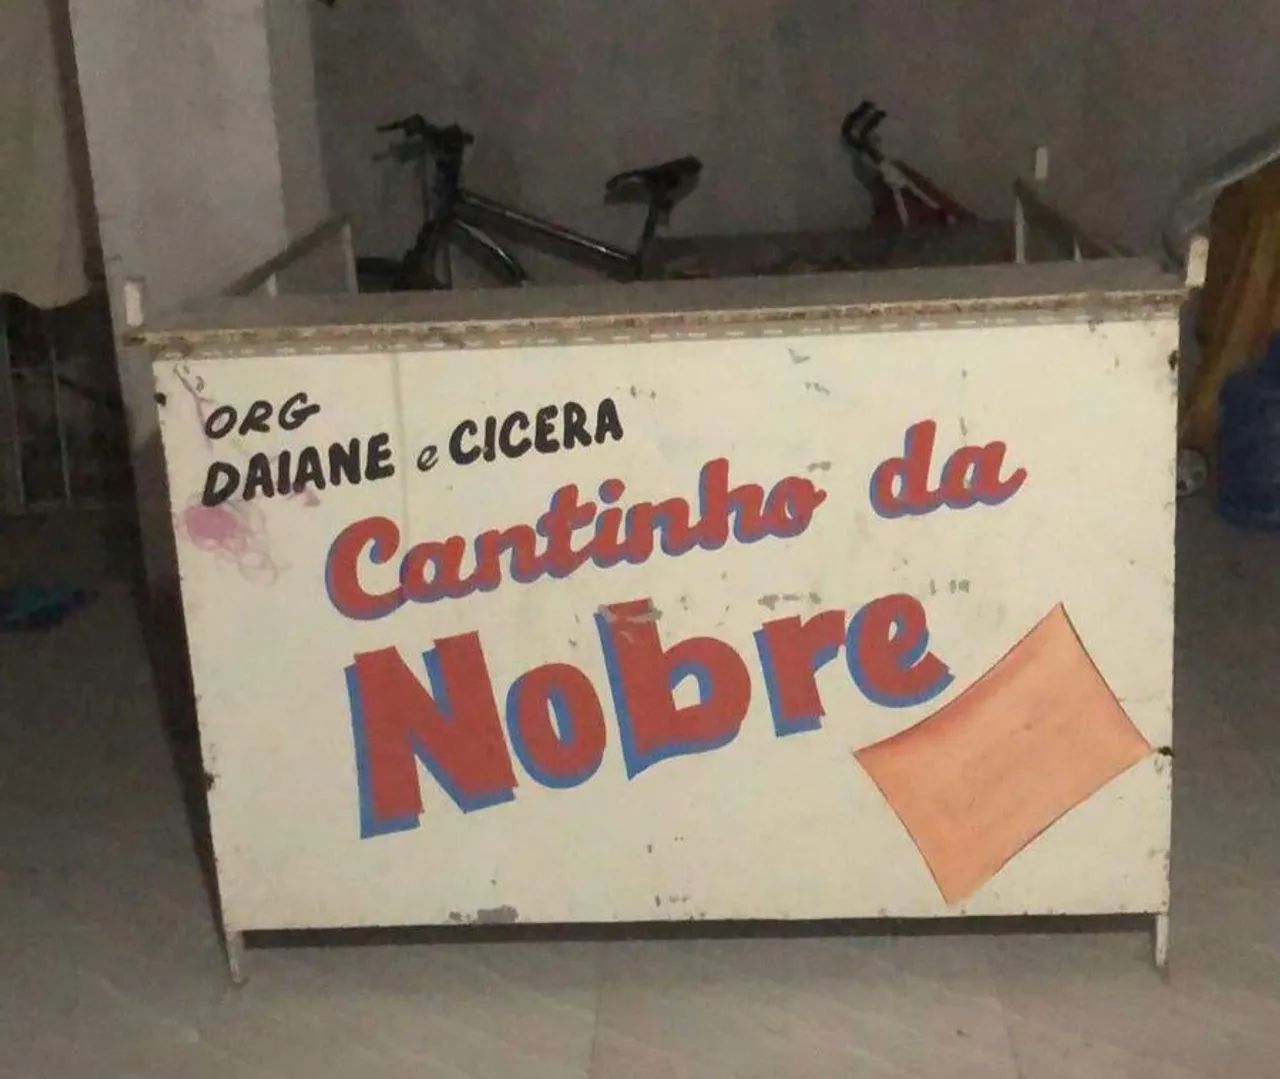 ORG
DAIANE e CICERA
Cantinho da
Nobre